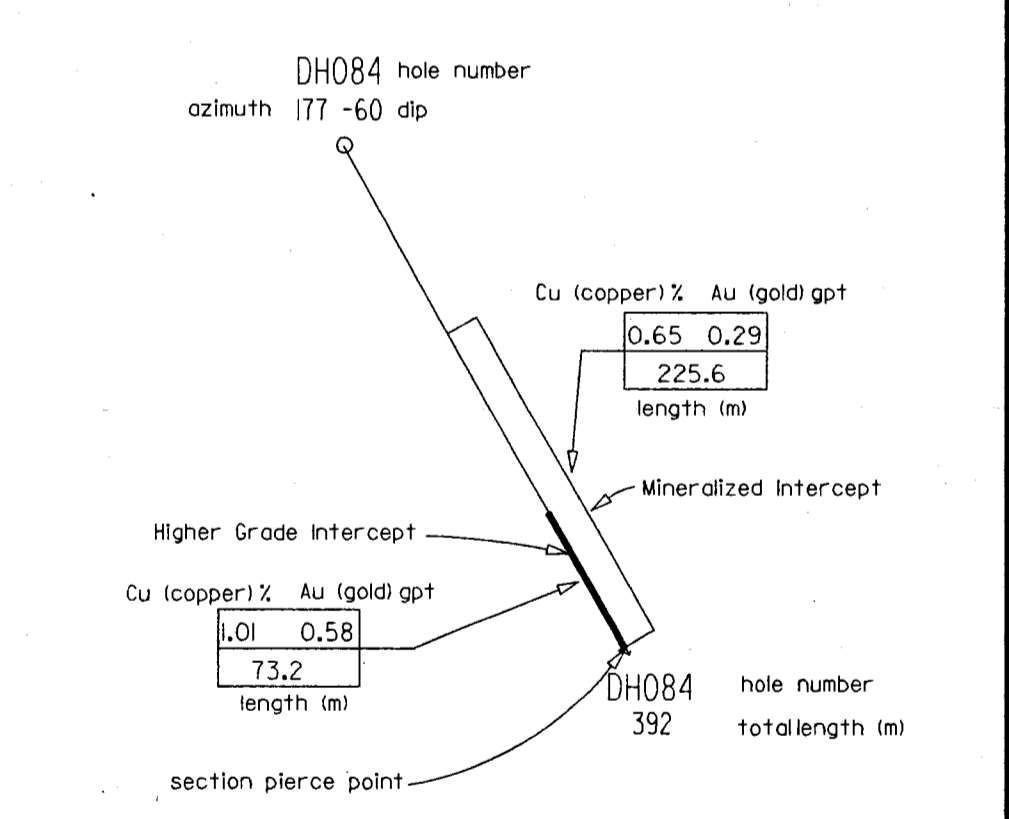 DH084 hole number
azimuth 177 -60 dip
Cu (copper) % Au (gold) gpt
0.65 0.29
225.6
length (m)
Mineralized Intercept
Higher Grade Intercept
Cu (copper) % Au (gold) gpt
1.01 0.58
73.2
length (m)
DH084 hole number
392 total length (m)
section pierce point